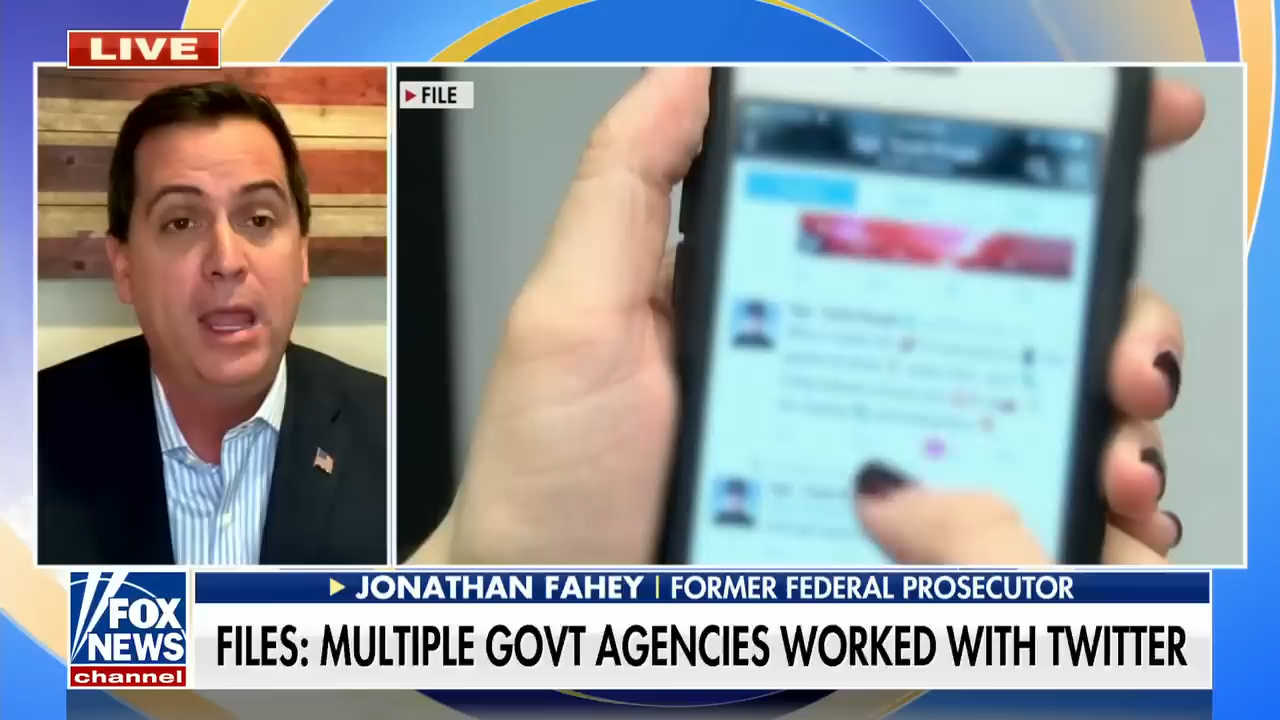 LIVE
FILE
JONATHAN FAHEY | FORMER FEDERAL PROSECUTOR
FOX
NEWS
channel
FILES: MULTIPLE GOVT AGENCIES WORKED WITH TWITTER